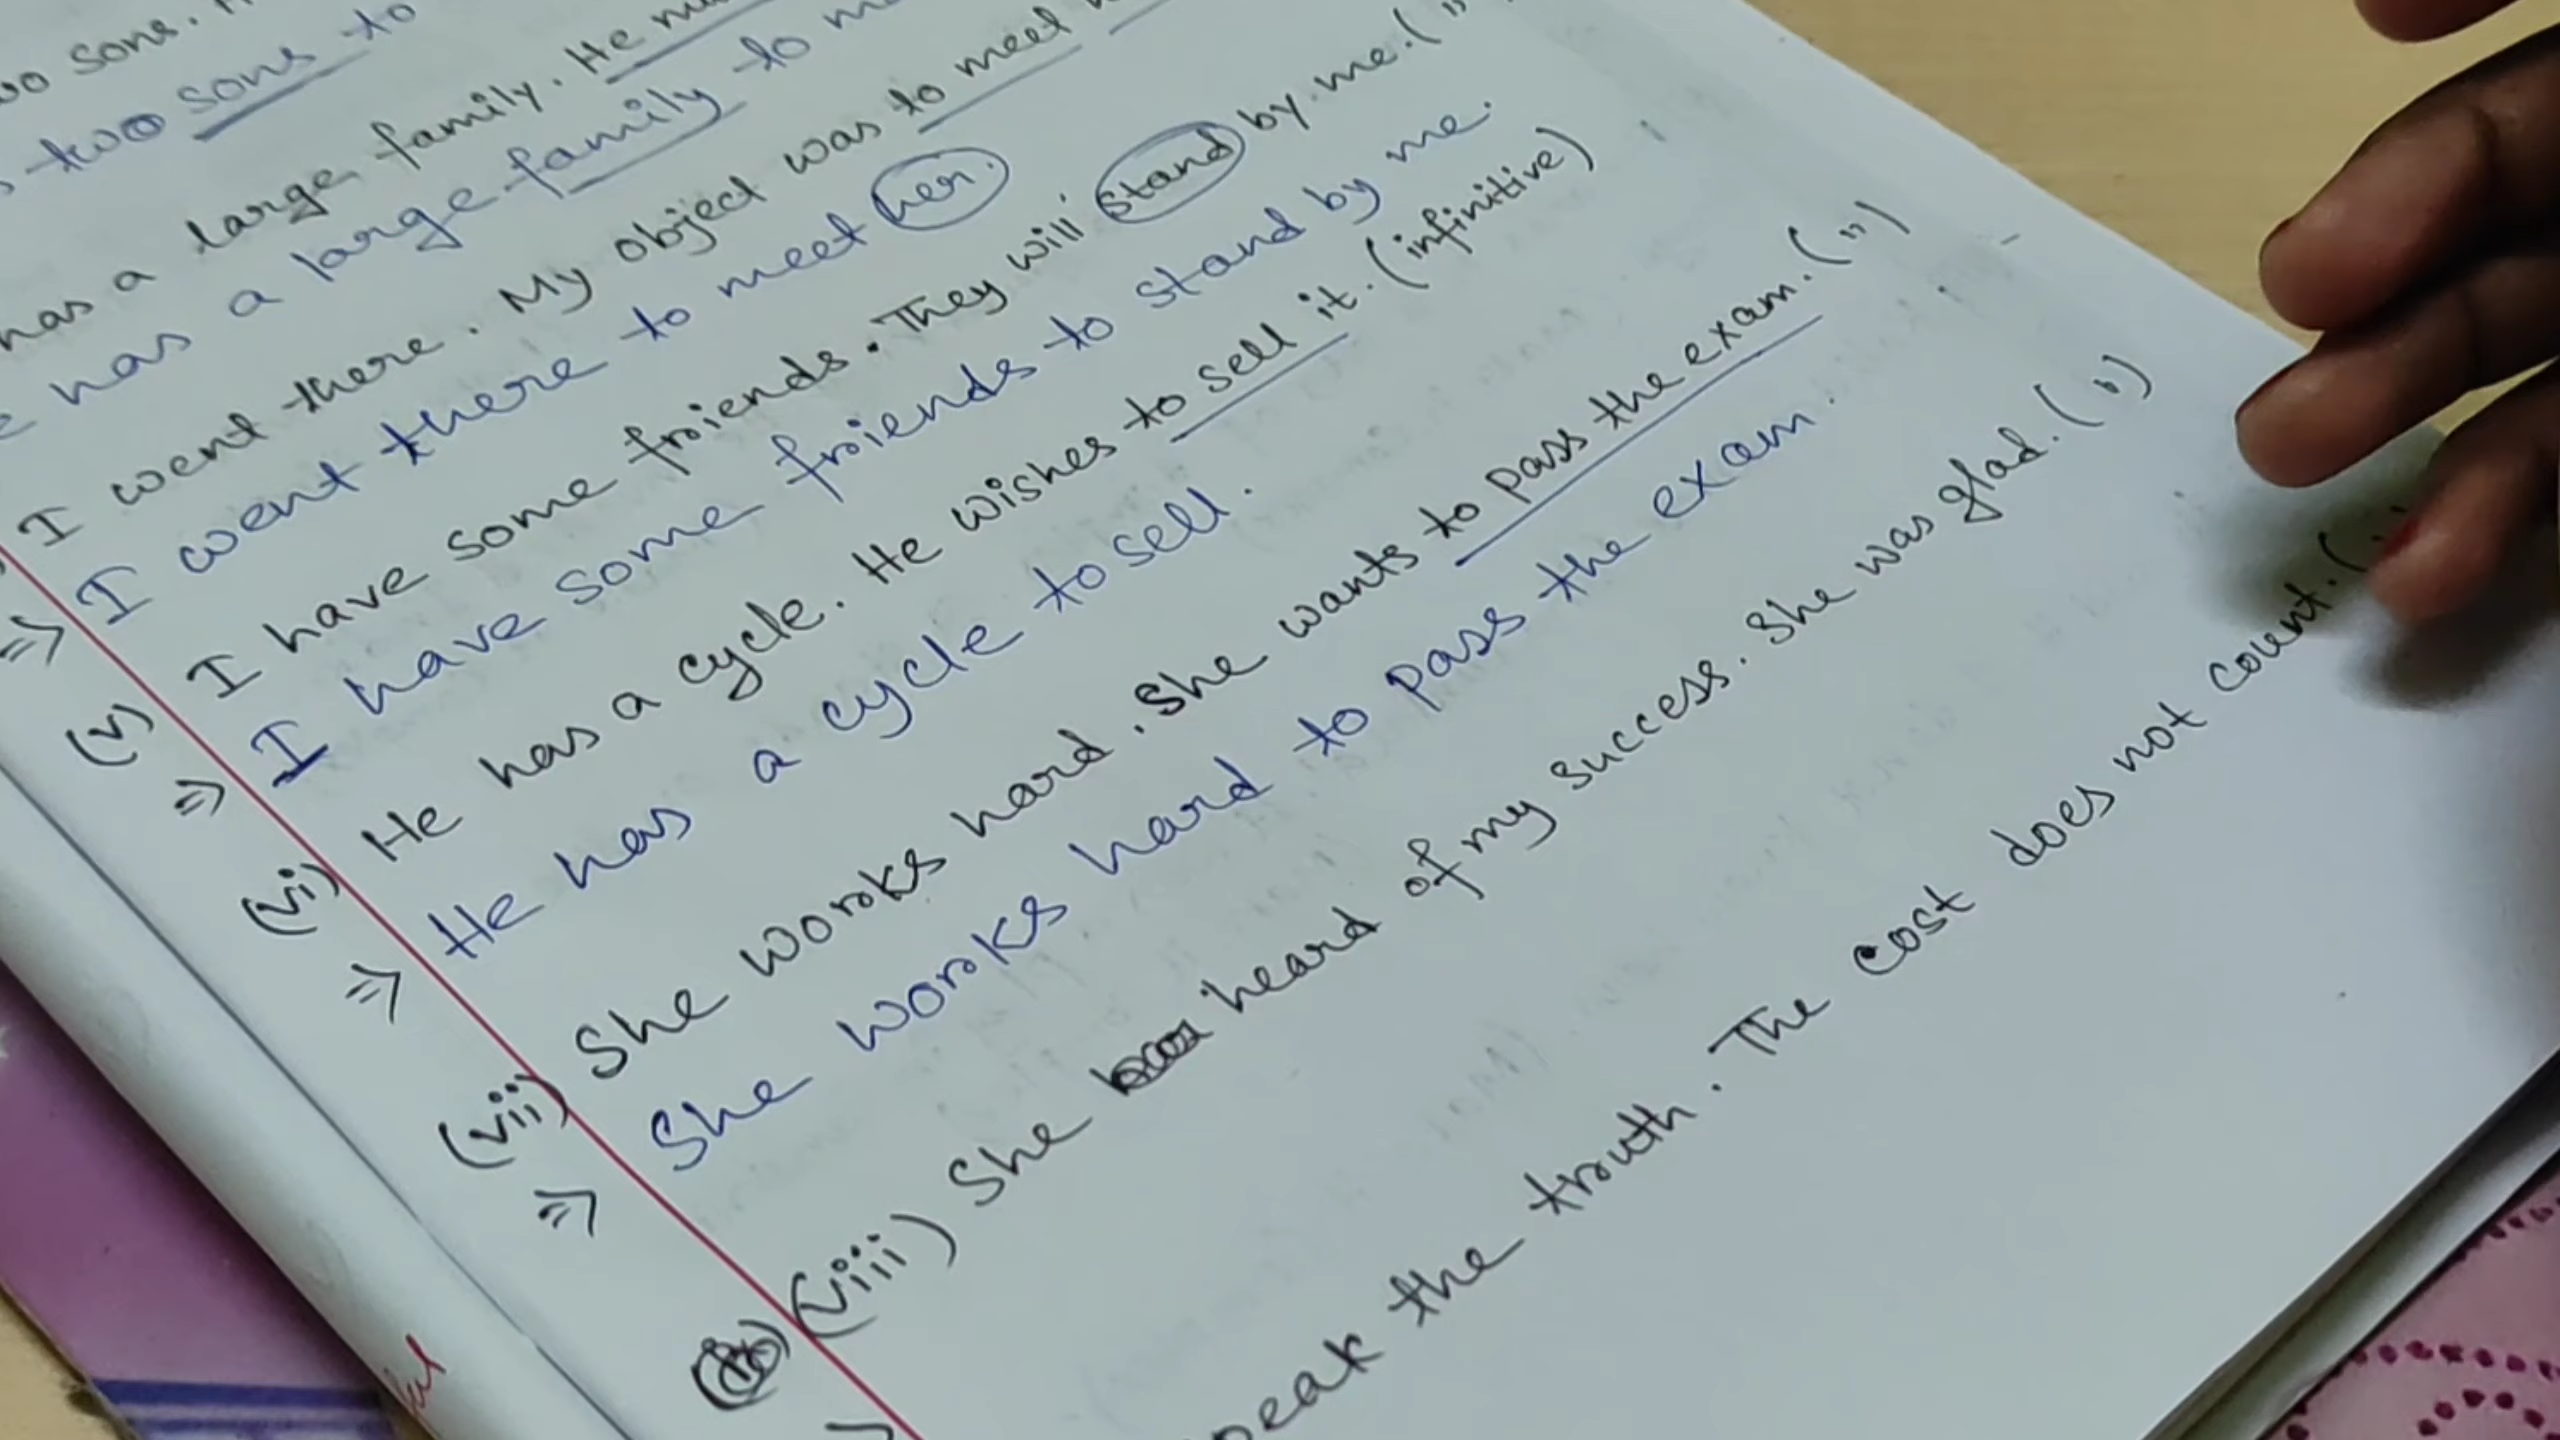 two sons.
two sons to
has a large family. He
has a large family to
I went there. My object was to meet
⇒ I went there to meet her.
(v) I have some friends. They will stand by me. (")
⇒ I have some friends to stand by me.
(vi) He has a cycle. He wishes to sell it. (infinitive)
⇒ He has a cycle to sell.
(vii) She works hard. She wants to pass the exam. (")
⇒ She works hard to pass the exam.
(viii) She heard of my success. She was glad. (")
peak the truth. The cost does not count. (